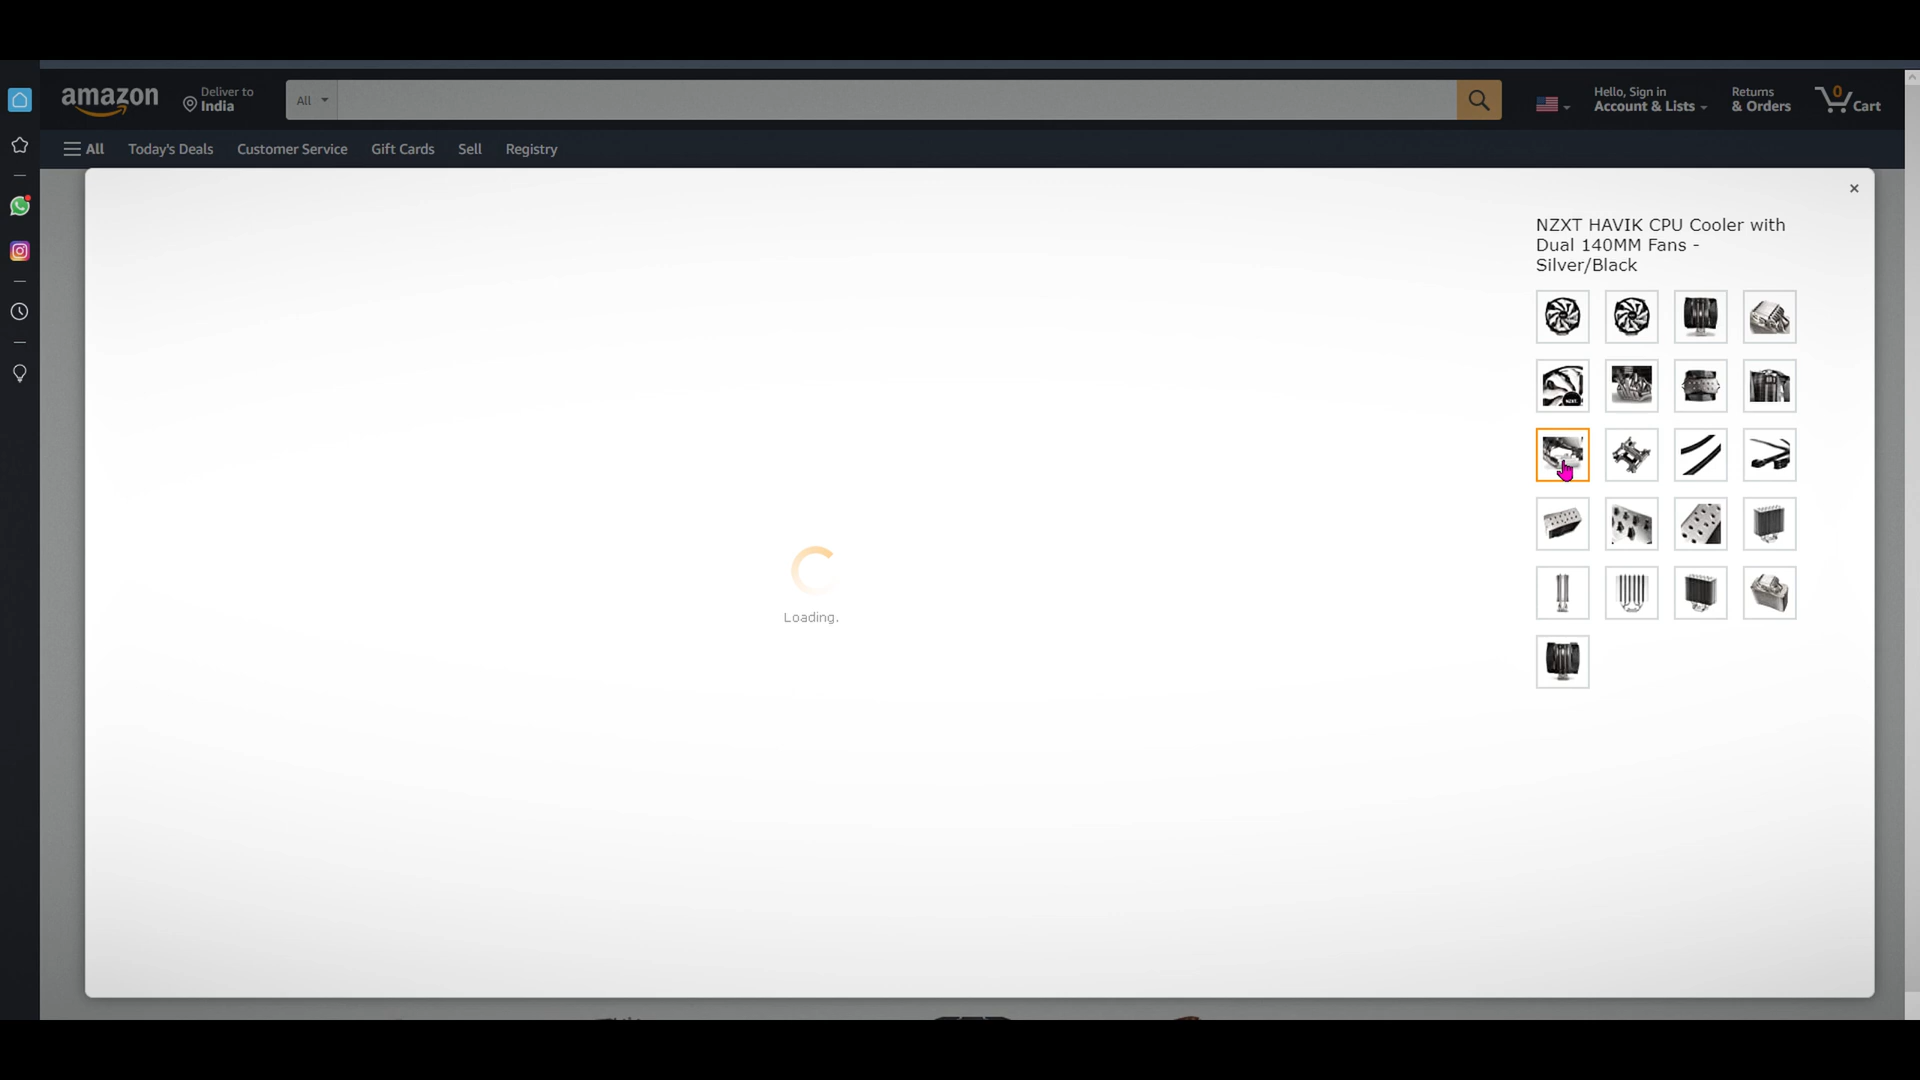 amazon
Deliver to
India
All
Hello, Sign in
Account & Lists
Returns
& Orders
0
Cart
All
Today's Deals
Customer Service
Gift Cards
Sell
Registry
×
NZXT HAVIK CPU Cooler with
Dual 140MM Fans -
Silver/Black
NZXT
Loading.